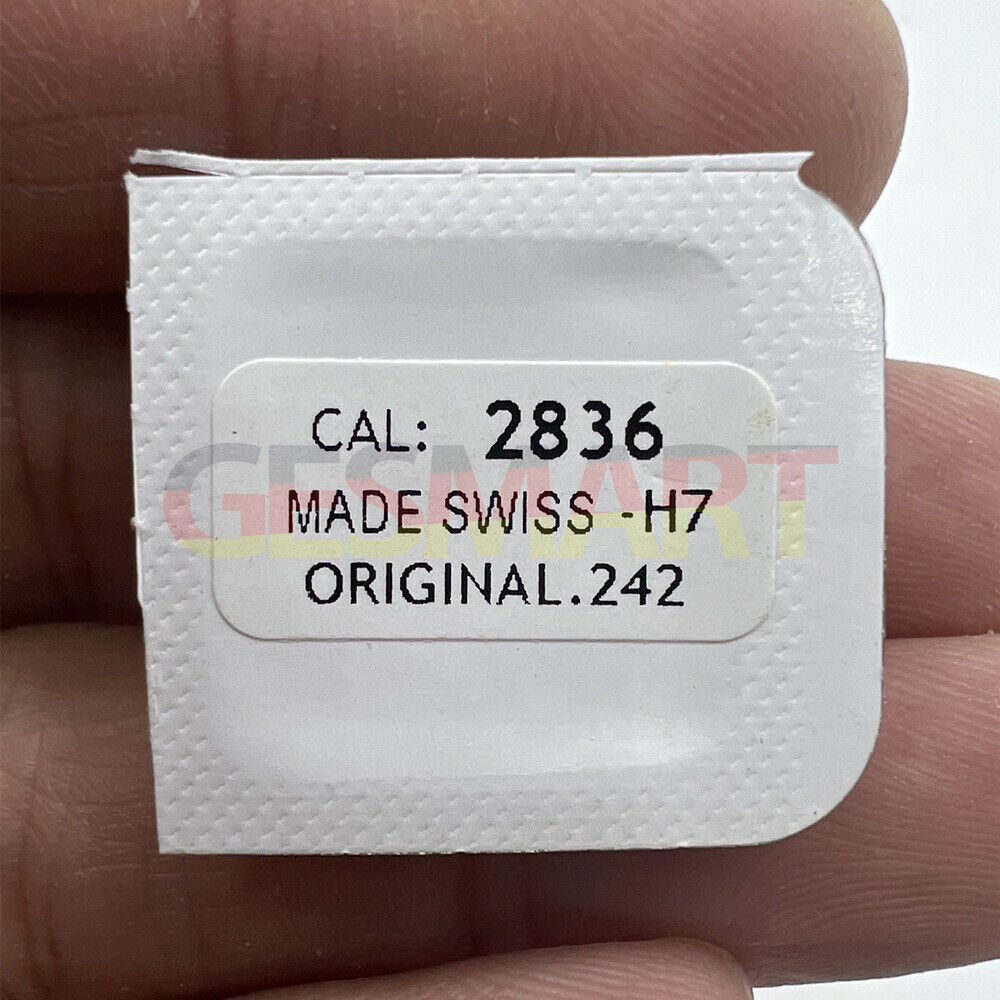 CAL: 2836
MADE SWISS -H7
ORIGINAL.242
GESMART